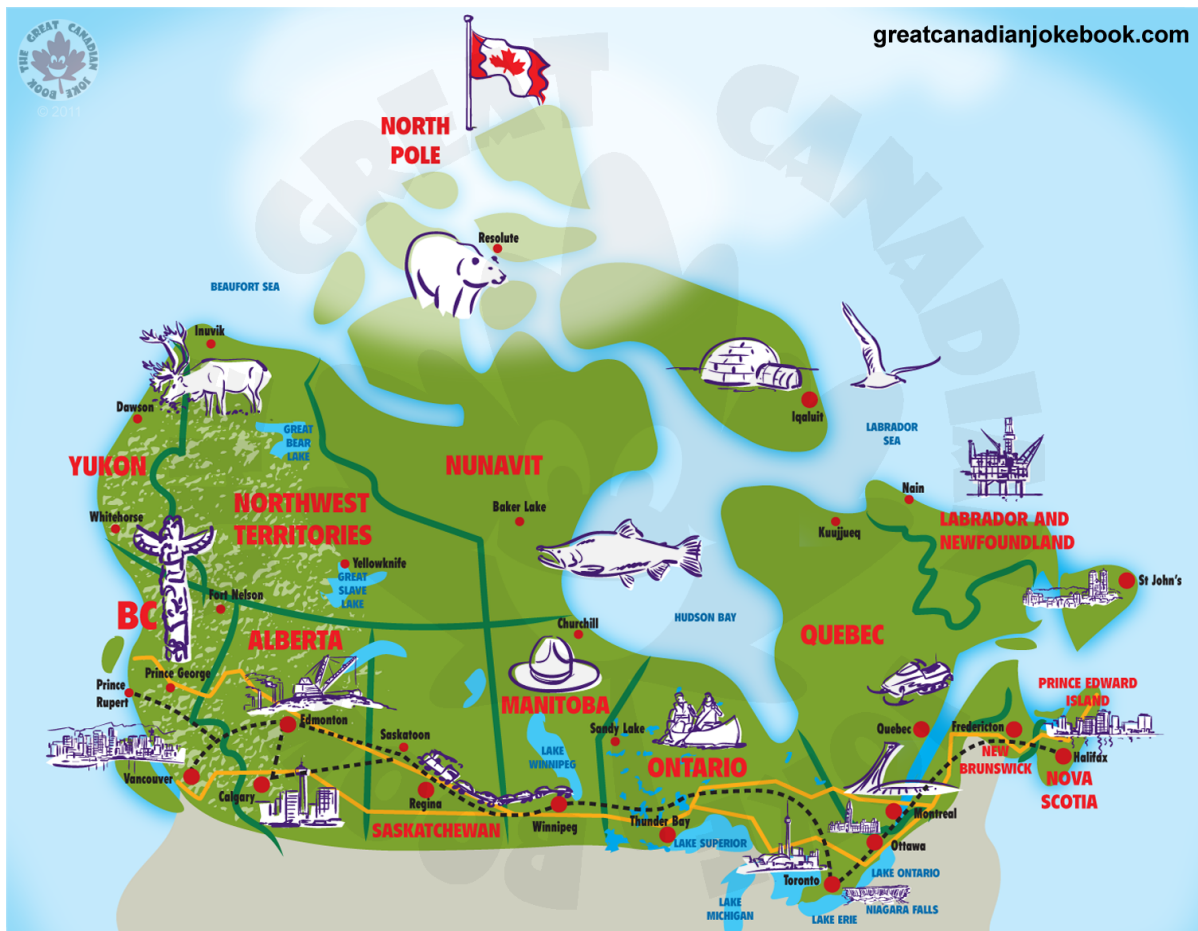 THE GREAT CANADIAN JOKE BOOK
© 2011
greatcanadianjokebook.com
GREAT CANADIAN
NORTH
POLE
Resolute
BEAUFORT SEA
Inuvik
Dawson
Iqaluit
GREAT
BEAR
LAKE
LABRADOR
SEA
YUKON
NUNAVIT
NORTHWEST
TERRITORIES
Baker Lake
Nain
Kuujjueq
LABRADOR AND
NEWFOUNDLAND
Whitehorse
Yellowknife
GREAT
SLAVE
LAKE
St John's
Fort Nelson
BC
Churchill
HUDSON BAY
ALBERTA
QUEBEC
Prince George
Prince
Rupert
MANITOBA
PRINCE EDWARD
ISLAND
Edmonton
Saskatoon
Sandy Lake
Quebec
Fredericton
LAKE
WINNIPEG
NEW
BRUNSWICK
Halifax
ONTARIO
Vancouver
Calgary
NOVA
SCOTIA
Regina
Montreal
SASKATCHEWAN
Winnipeg
Thunder Bay
LAKE SUPERIOR
Ottawa
Toronto
LAKE ONTARIO
LAKE
MICHIGAN
LAKE ERIE
NIAGARA FALLS